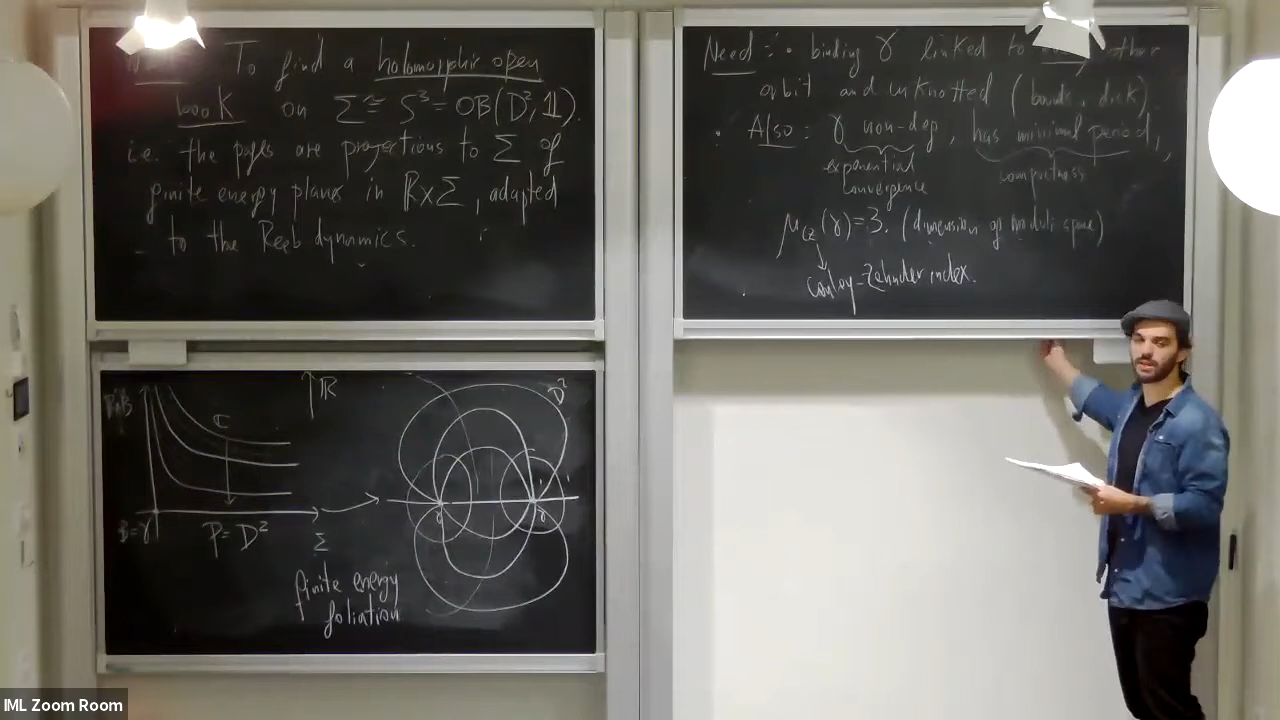 To find a holomorphic open
book on Σ ≅ S³ = OB(D², 1).
i.e. the pages are projections to Σ of
finite energy planes in ℝ×Σ, adapted
to the Reeb dynamics.
Need: • binding γ linked to other
orbit and unknotted (bounds disk)
• Also: γ non-deg, has minimal period,
exponential compactness
convergence
μ_CZ(γ)=3. (dimension of moduli space)
Conley-Zehnder index.
ℝ D²
ℂ
B=γ P=D² Σ
γ γ
finite energy
foliation
IML Zoom Room